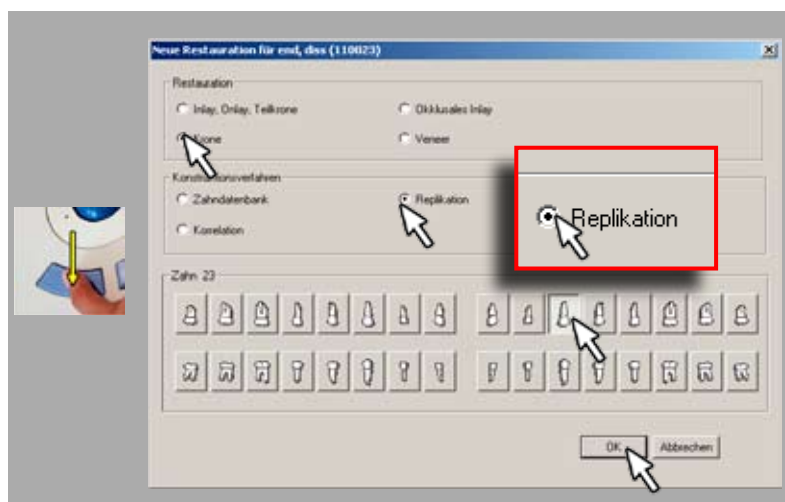 Neue Restauration für end, diss (110023)
Restauration
Inlay, Onlay, Teilkrone
Okklusales Inlay
Krone
Veneer
Konstruktionsverfahren
Zahndatenbank
Replikation
Korrelation
Replikation
Zahn 23
OK
Abbrechen